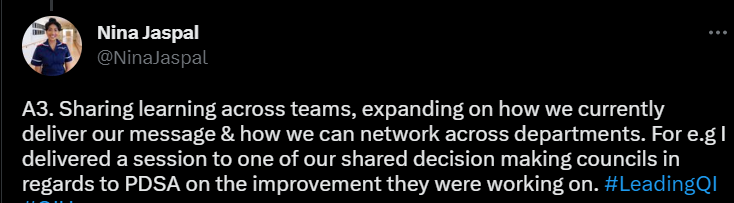 Nina Jaspal
@NinaJaspal
A3. Sharing learning across teams, expanding on how we currently
deliver our message & how we can network across departments. For e.g I
delivered a session to one of our shared decision making councils in
regards to PDSA on the improvement they were working on. #LeadingQI